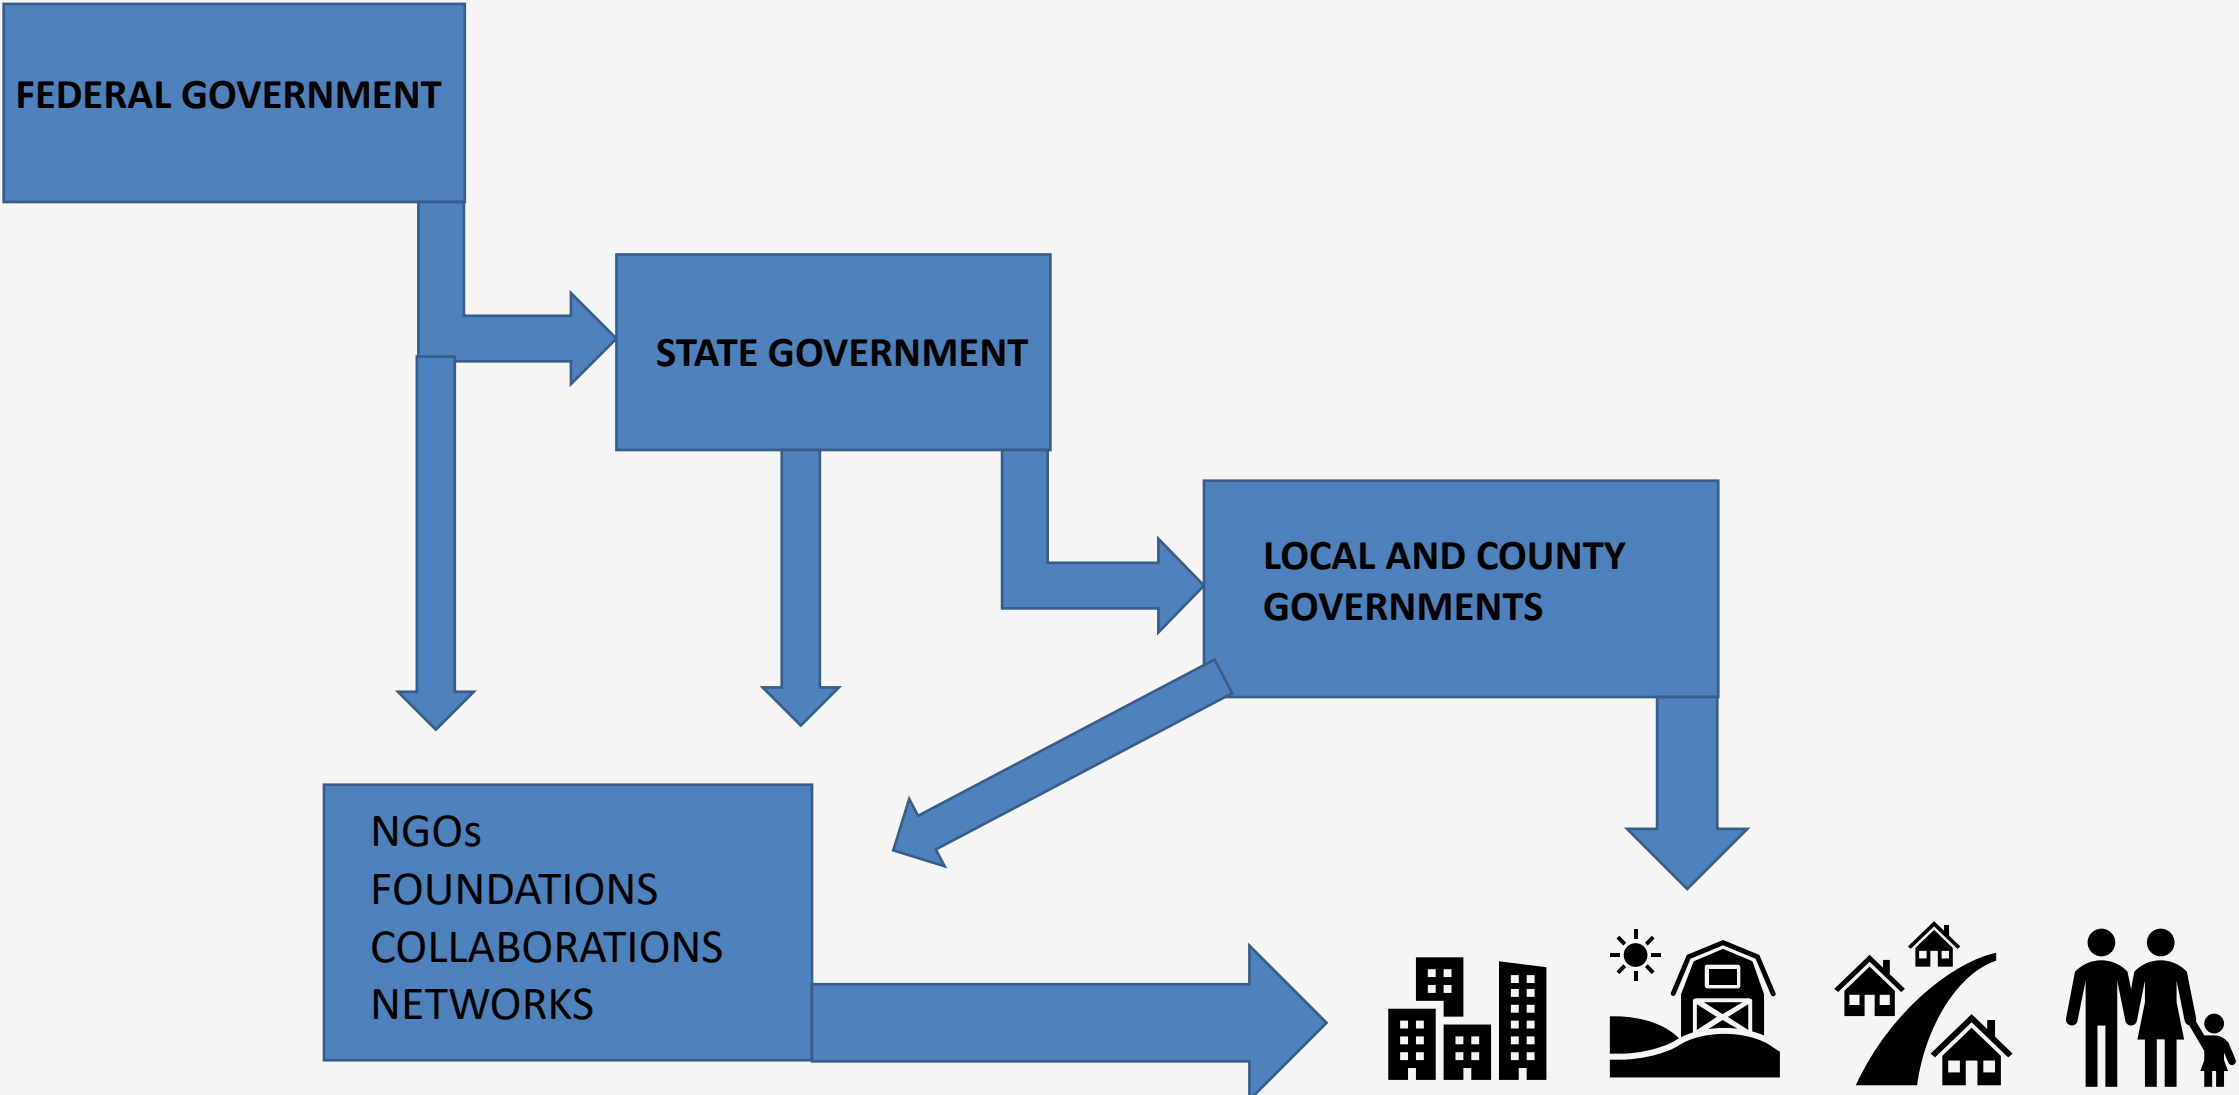 FEDERAL GOVERNMENT
STATE GOVERNMENT
LOCAL AND COUNTY
GOVERNMENTS
NGOs
FOUNDATIONS
COLLABORATIONS
NETWORKS